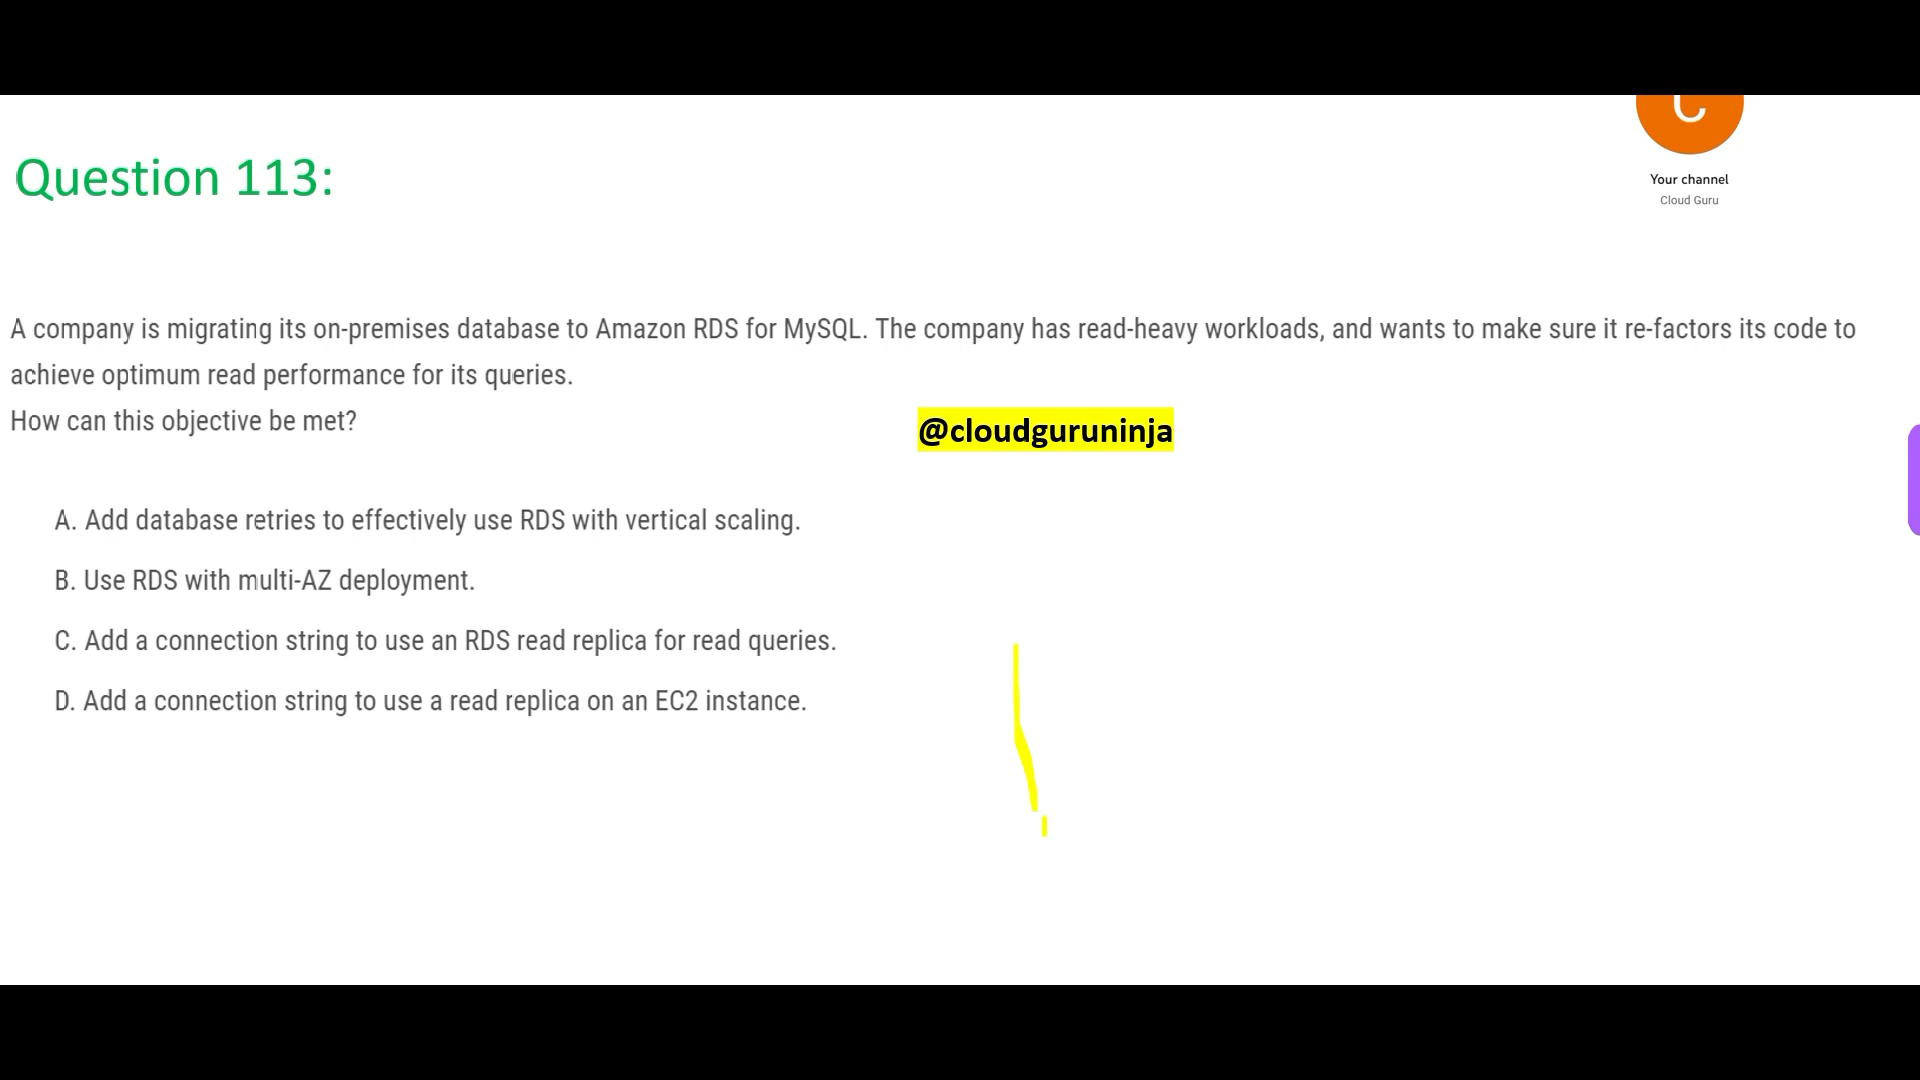 Question 113:
Your channel
Cloud Guru
A company is migrating its on-premises database to Amazon RDS for MySQL. The company has read-heavy workloads, and wants to make sure it re-factors its code to
achieve optimum read performance for its queries.
How can this objective be met?
@cloudguruninja
A. Add database retries to effectively use RDS with vertical scaling.
B. Use RDS with multi-AZ deployment.
C. Add a connection string to use an RDS read replica for read queries.
D. Add a connection string to use a read replica on an EC2 instance.